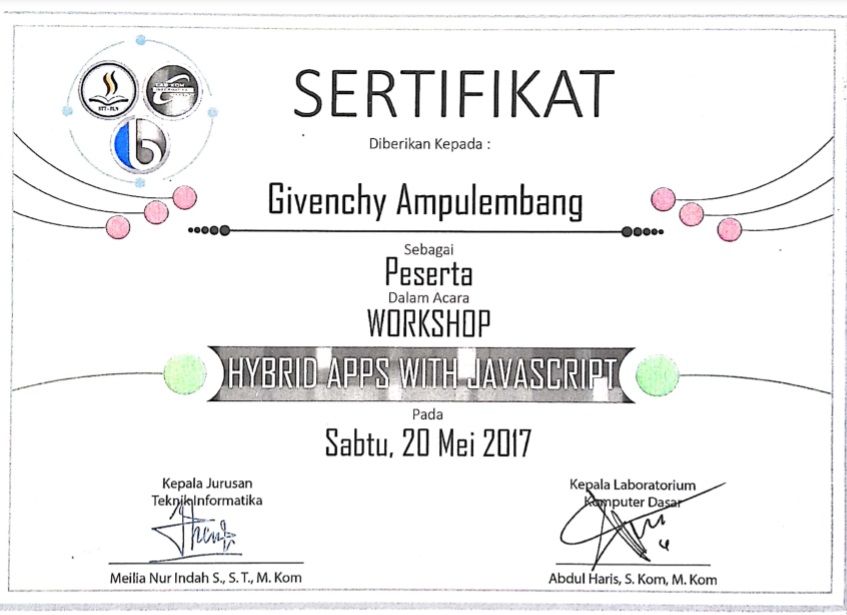 SERTIFIKAT
Diberikan Kepada :
Givenchy Ampulembang
Sebagai
Peserta
Dalam Acara
WORKSHOP
HYBRID APPS WITH JAVASCRIPT
Pada
Sabtu, 20 Mei 2017
Kepala Jurusan
Teknik Informatika
Meilia Nur Indah S., S. T., M. Kom
Kepala Laboratorium
Komputer Dasar
Abdul Haris, S. Kom, M. Kom
STT - PLN